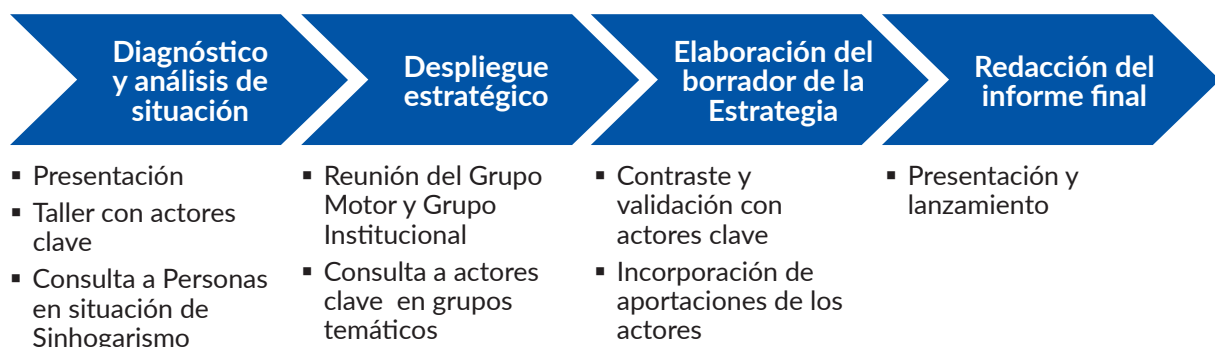 Diagnóstico
y análisis de
situación
Despliegue
estratégico
Elaboración del
borrador de la
Estrategia
Redacción del
informe final
▪ Presentación
▪ Taller con actores
clave
▪ Consulta a Personas
en situación de
Sinhogarismo
▪ Reunión del Grupo
Motor y Grupo
Institucional
▪ Consulta a actores
clave en grupos
temáticos
▪ Contraste y
validación con
actores clave
▪ Incorporación de
aportaciones de los
actores
▪ Presentación y
lanzamiento